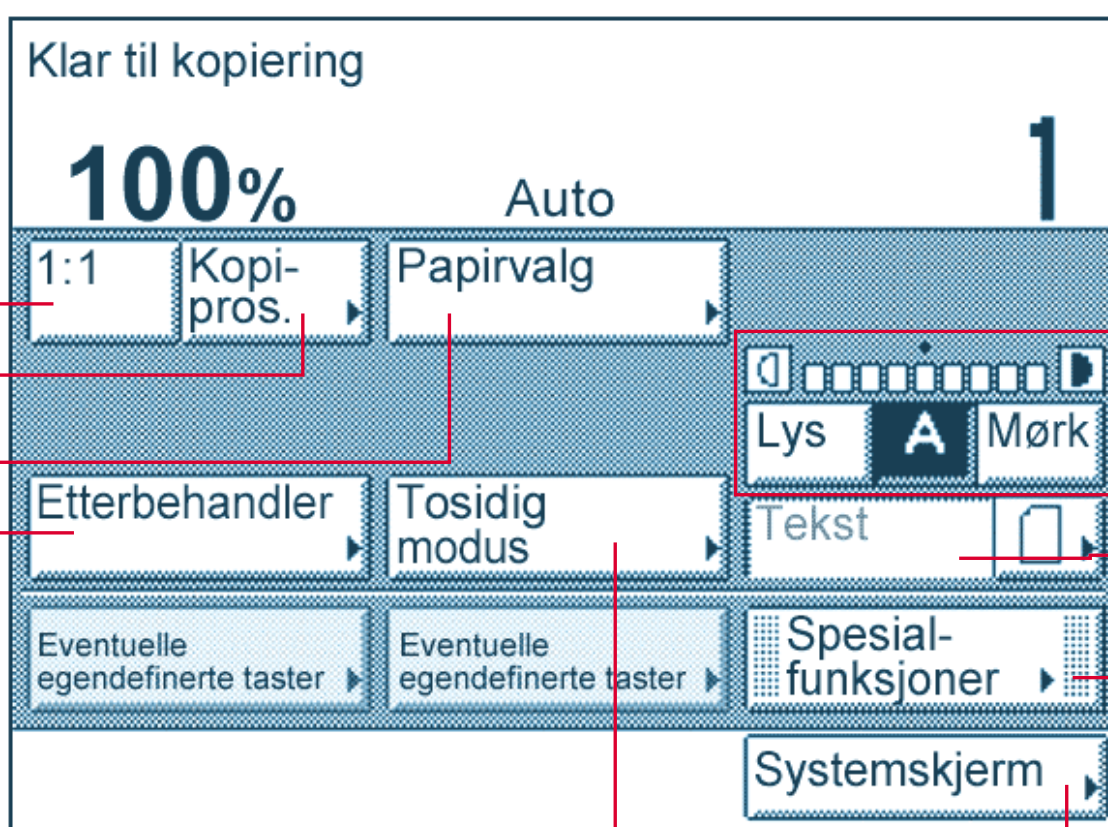 Klar til kopiering
100% Auto 1
1:1
Kopi-
pros.
Papirvalg
Lys A Mørk
Etterbehandler
Tosidig
modus
Tekst
Eventuelle
egendefinerte taster
Eventuelle
egendefinerte taster
Spesial-
funksjoner
Systemskjerm